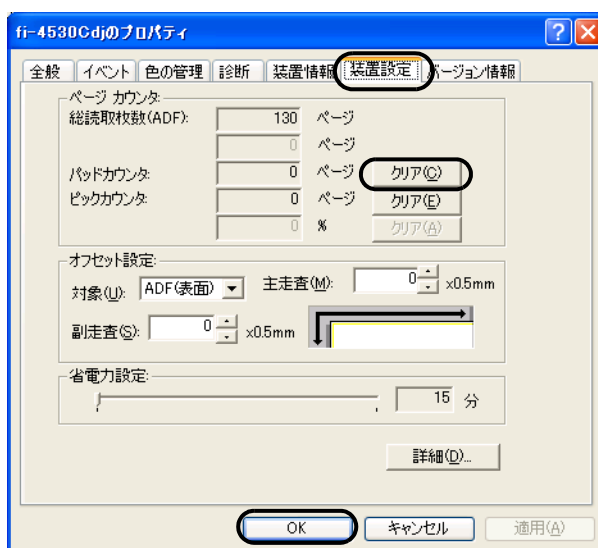 fi-4530Cdjのプロパティ
全般 イベント 色の管理 診断 装置情報 装置設定 バージョン情報
ページ カウンタ:
総読取枚数(ADF): 130 ページ
0 ページ
パッドカウンタ: 0 ページ クリア(C)
ピックカウンタ: 0 ページ クリア(E)
0 % クリア(A)
オフセット設定:
対象(U): ADF(表面) 主走査(M): 0 x0.5mm
副走査(S): 0 x0.5mm
省電力設定:
15 分
詳細(D)...
OK キャンセル 適用(A)